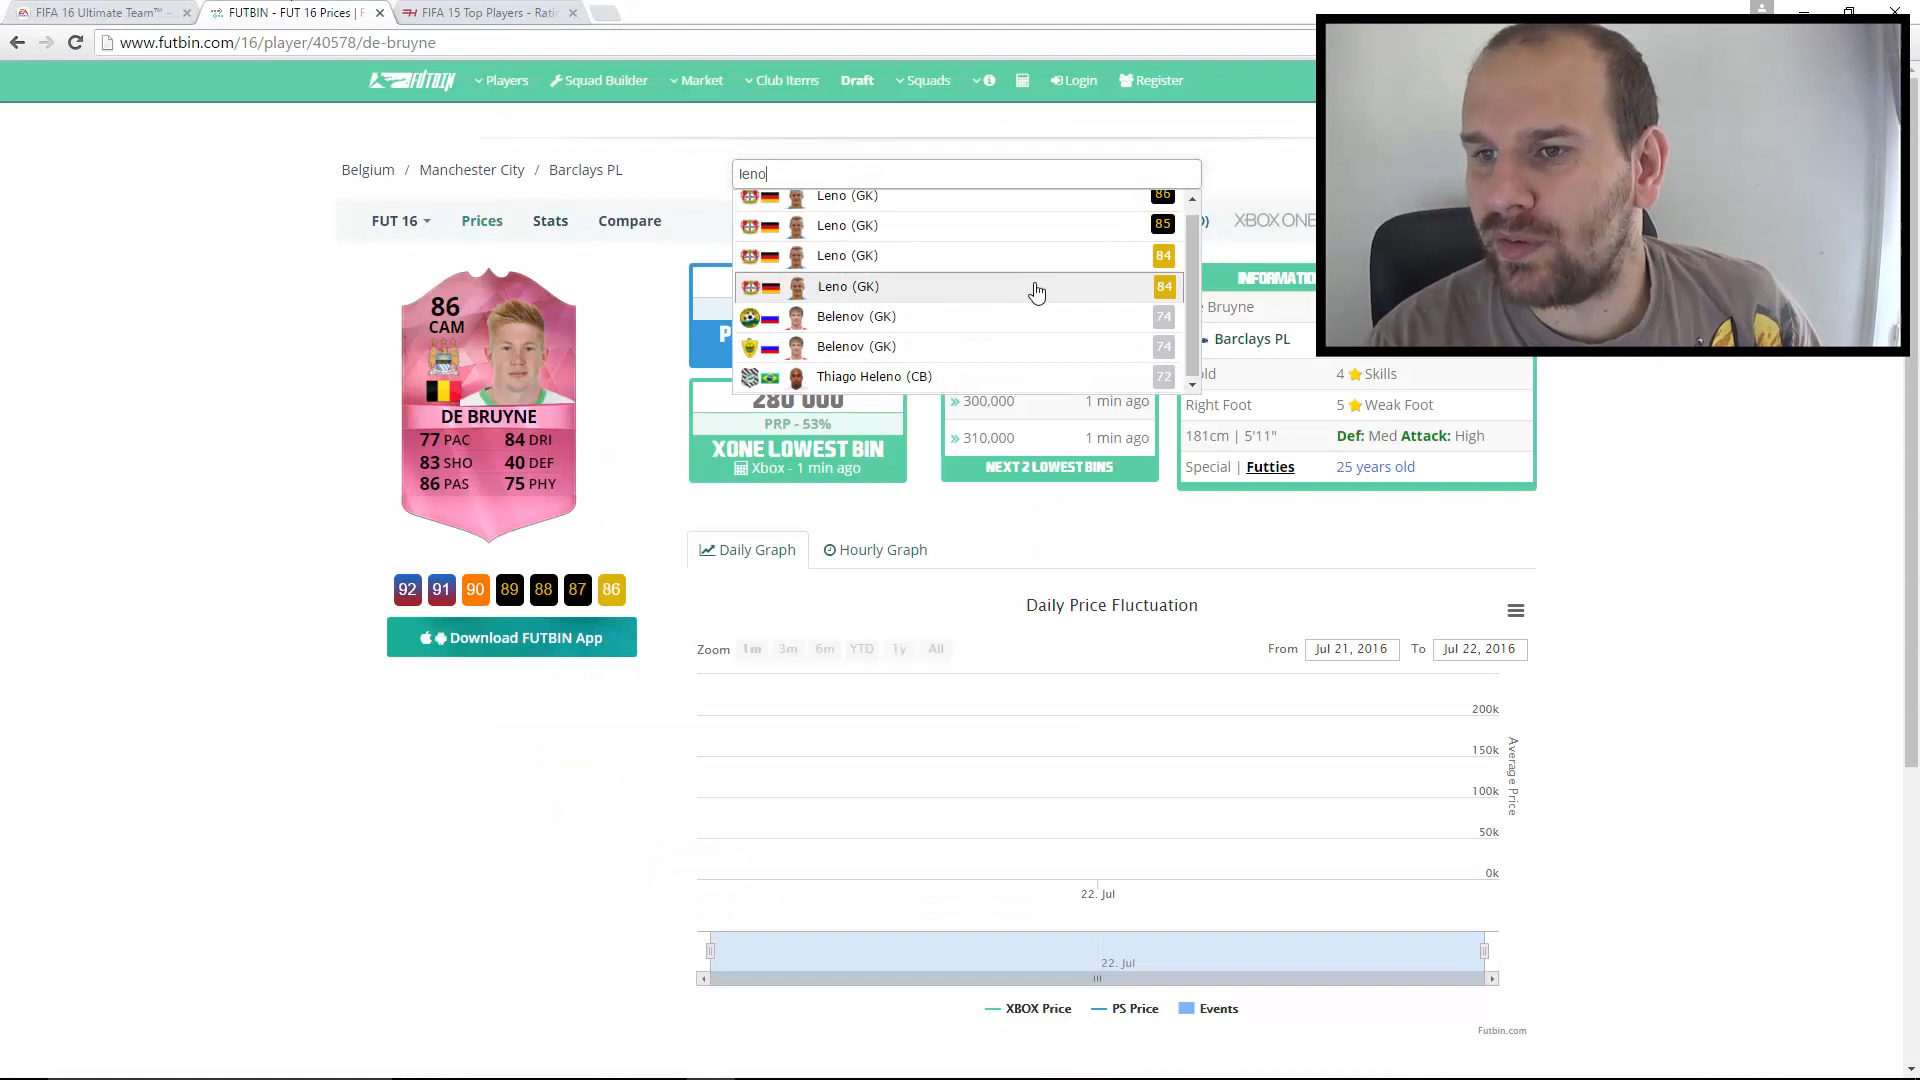 FIFA 16 Ultimate Team™ -
FUTBIN - FUT 16 Prices | F
FIFA 15 Top Players - Rati
www.futbin.com/16/player/40578/de-bruyne
FUTBIN Players Squad Builder Market Club Items Draft Squads Login Register
Belgium / Manchester City / Barclays PL
leno
Leno (GK) 86
Leno (GK) 85
Leno (GK) 84
Leno (GK) 84
Belenov (GK) 74
Belenov (GK) 74
Thiago Heleno (CB) 72
FUT 16 Prices Stats Compare
XBOX ONE
86
CAM
DE BRUYNE
77 PAC 84 DRI
83 SHO 40 DEF
86 PAS 75 PHY
92 91 90 89 88 87 86
Download FUTBIN App
P
280 000
PRP - 53%
XONE LOWEST BIN
Xbox - 1 min ago
» 300,000 1 min ago
» 310,000 1 min ago
NEXT 2 LOWEST BINS
INFORMATI
e Bruyne
Barclays PL
old 4 Skills
Right Foot 5 Weak Foot
181cm | 5'11" Def: Med Attack: High
Special | Futties 25 years old
Daily Graph Hourly Graph
Daily Price Fluctuation
Zoom 1m 3m 6m YTD 1y All
From Jul 21, 2016 To Jul 22, 2016
200k
150k
100k
50k
0k
Average Price
22. Jul
22. Jul
XBOX Price PS Price Events
Futbin.com